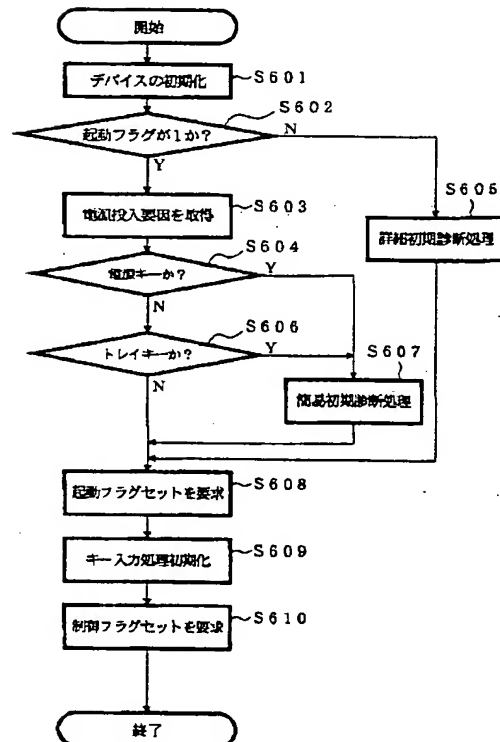 開始
デバイスの初期化
S601
起動フラグが1か?
S602
N
Y
電源投入要因を取得
S603
S605
詳細初期診断処理
電源キーか?
S604
Y
N
トレイキーか?
S606
Y
N
S607
簡易初期診断処理
起動フラグセットを要求
S608
キー入力処理初期化
S609
制御フラグセットを要求
S610
終了